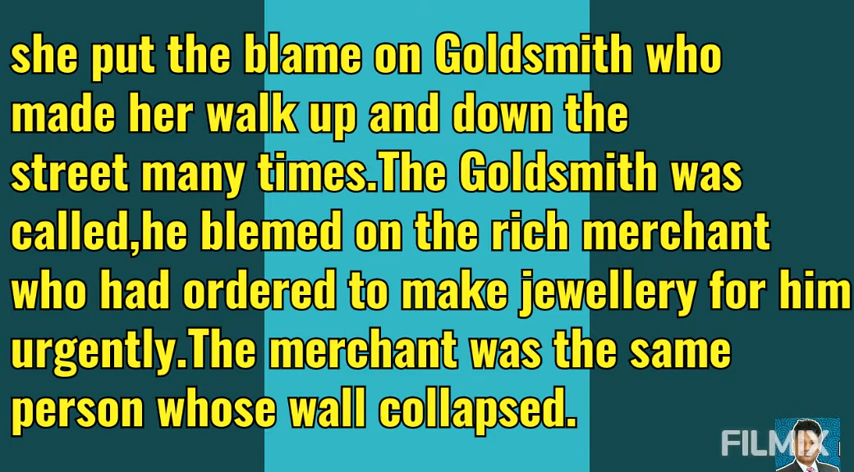 she put the blame on Goldsmith who
made her walk up and down the
street many times.The Goldsmith was
called,he blemed on the rich merchant
who had ordered to make jewellery for him
urgently.The merchant was the same
person whose wall collapsed.
FILMIX